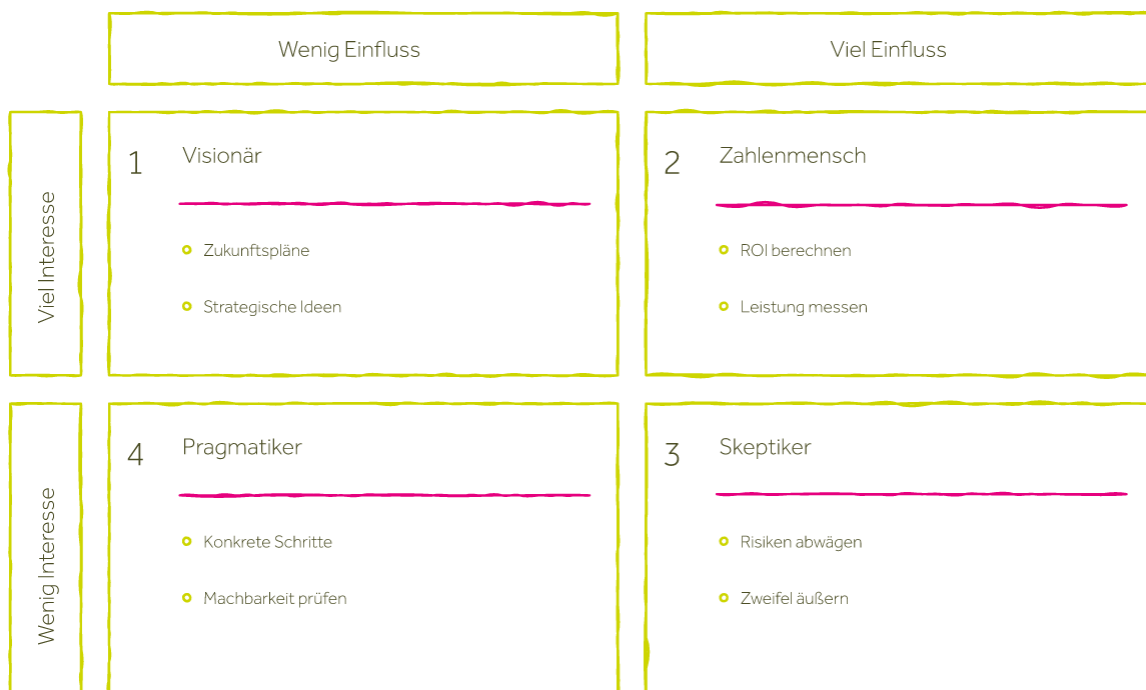 Wenig Einfluss
Viel Einfluss
Viel Interesse
1
Visionär
Zukunftspläne
Strategische Ideen
2
Zahlenmensch
ROI berechnen
Leistung messen
Wenig Interesse
4
Pragmatiker
Konkrete Schritte
Machbarkeit prüfen
3
Skeptiker
Risiken abwägen
Zweifel äußern